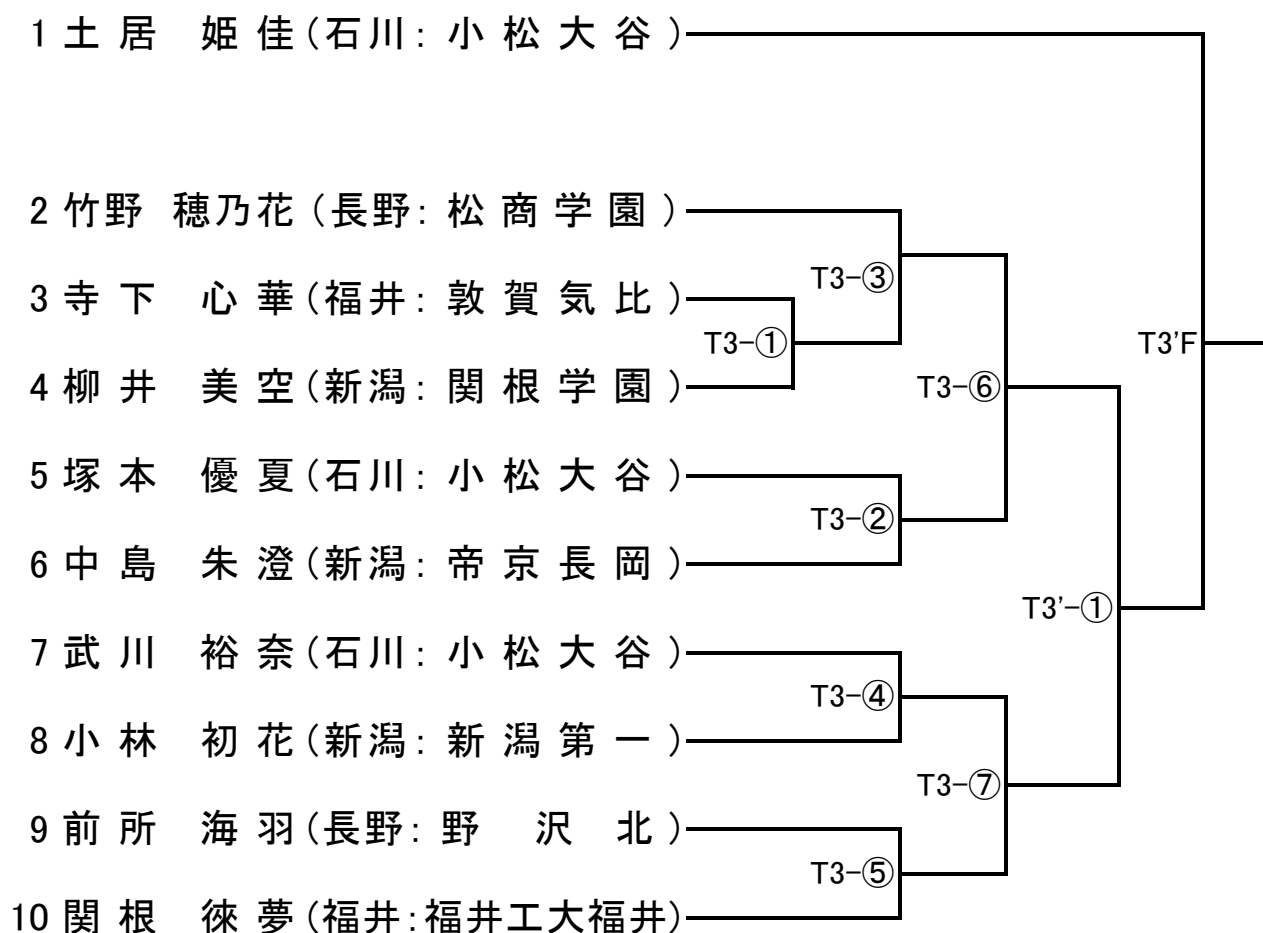 1 土居 姫佳(石川:小松大谷)
2 竹野 穂乃花(長野:松商学園)
T3-③
3 寺下 心華(福井:敦賀気比)
T3-①
T3'F
4 柳井 美空(新潟:関根学園)
T3-⑥
5 塚本 優夏(石川:小松大谷)
T3-②
6 中島 朱澄(新潟:帝京長岡)
T3'-①
7 武川 裕奈(石川:小松大谷)
T3-④
8 小林 初花(新潟:新潟第一)
T3-⑦
9 前所 海羽(長野:野沢北)
T3-⑤
10 関根 徠夢(福井:福井工大福井)